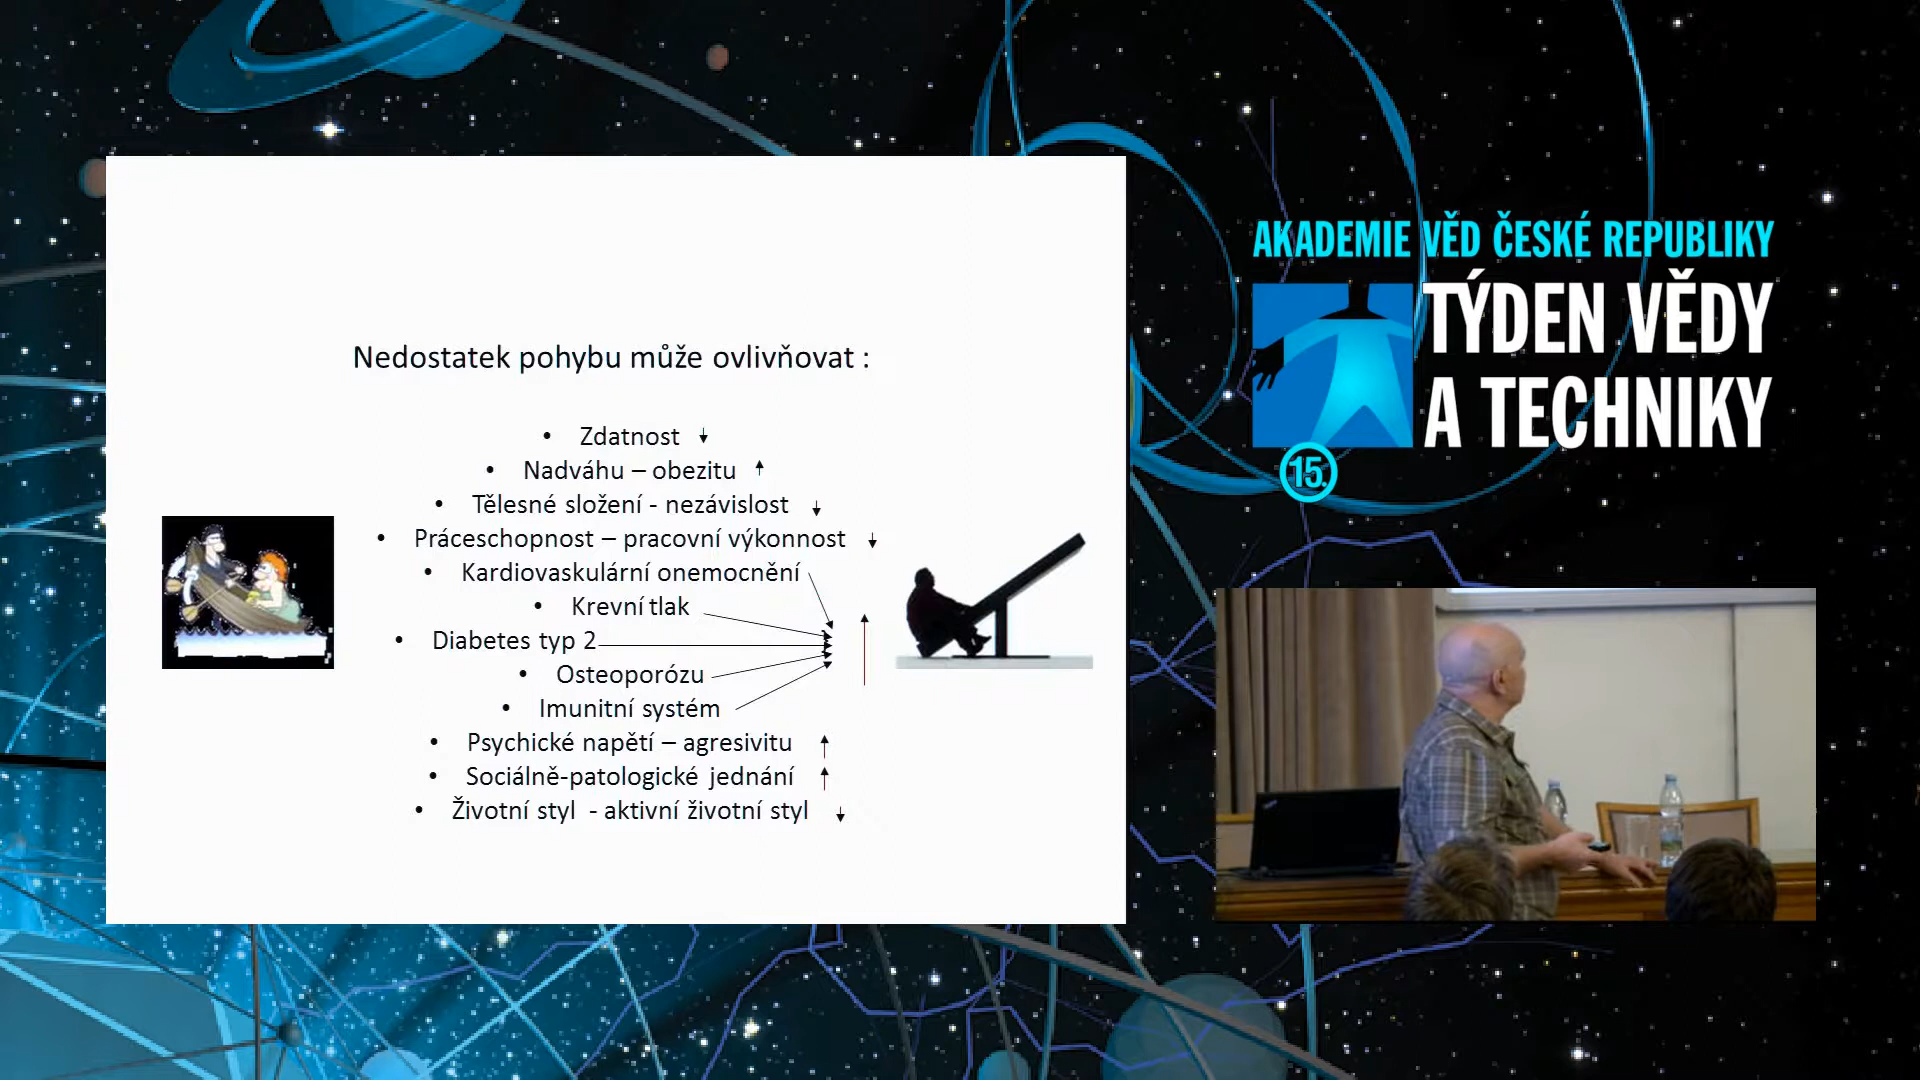 AKADEMIE VĚD ČESKÉ REPUBLIKY
TÝDEN VĚDY
A TECHNIKY
15.
Nedostatek pohybu může ovlivňovat :
• Zdatnost ↓
• Nadváhu – obezitu ↑
• Tělesné složení - nezávislost ↓
• Práceschopnost – pracovní výkonnost ↓
• Kardiovaskulární onemocnění
• Krevní tlak
• Diabetes typ 2
• Osteoporózu
• Imunitní systém
• Psychické napětí – agresivitu ↑
• Sociálně-patologické jednání ↑
• Životní styl - aktivní životní styl ↓